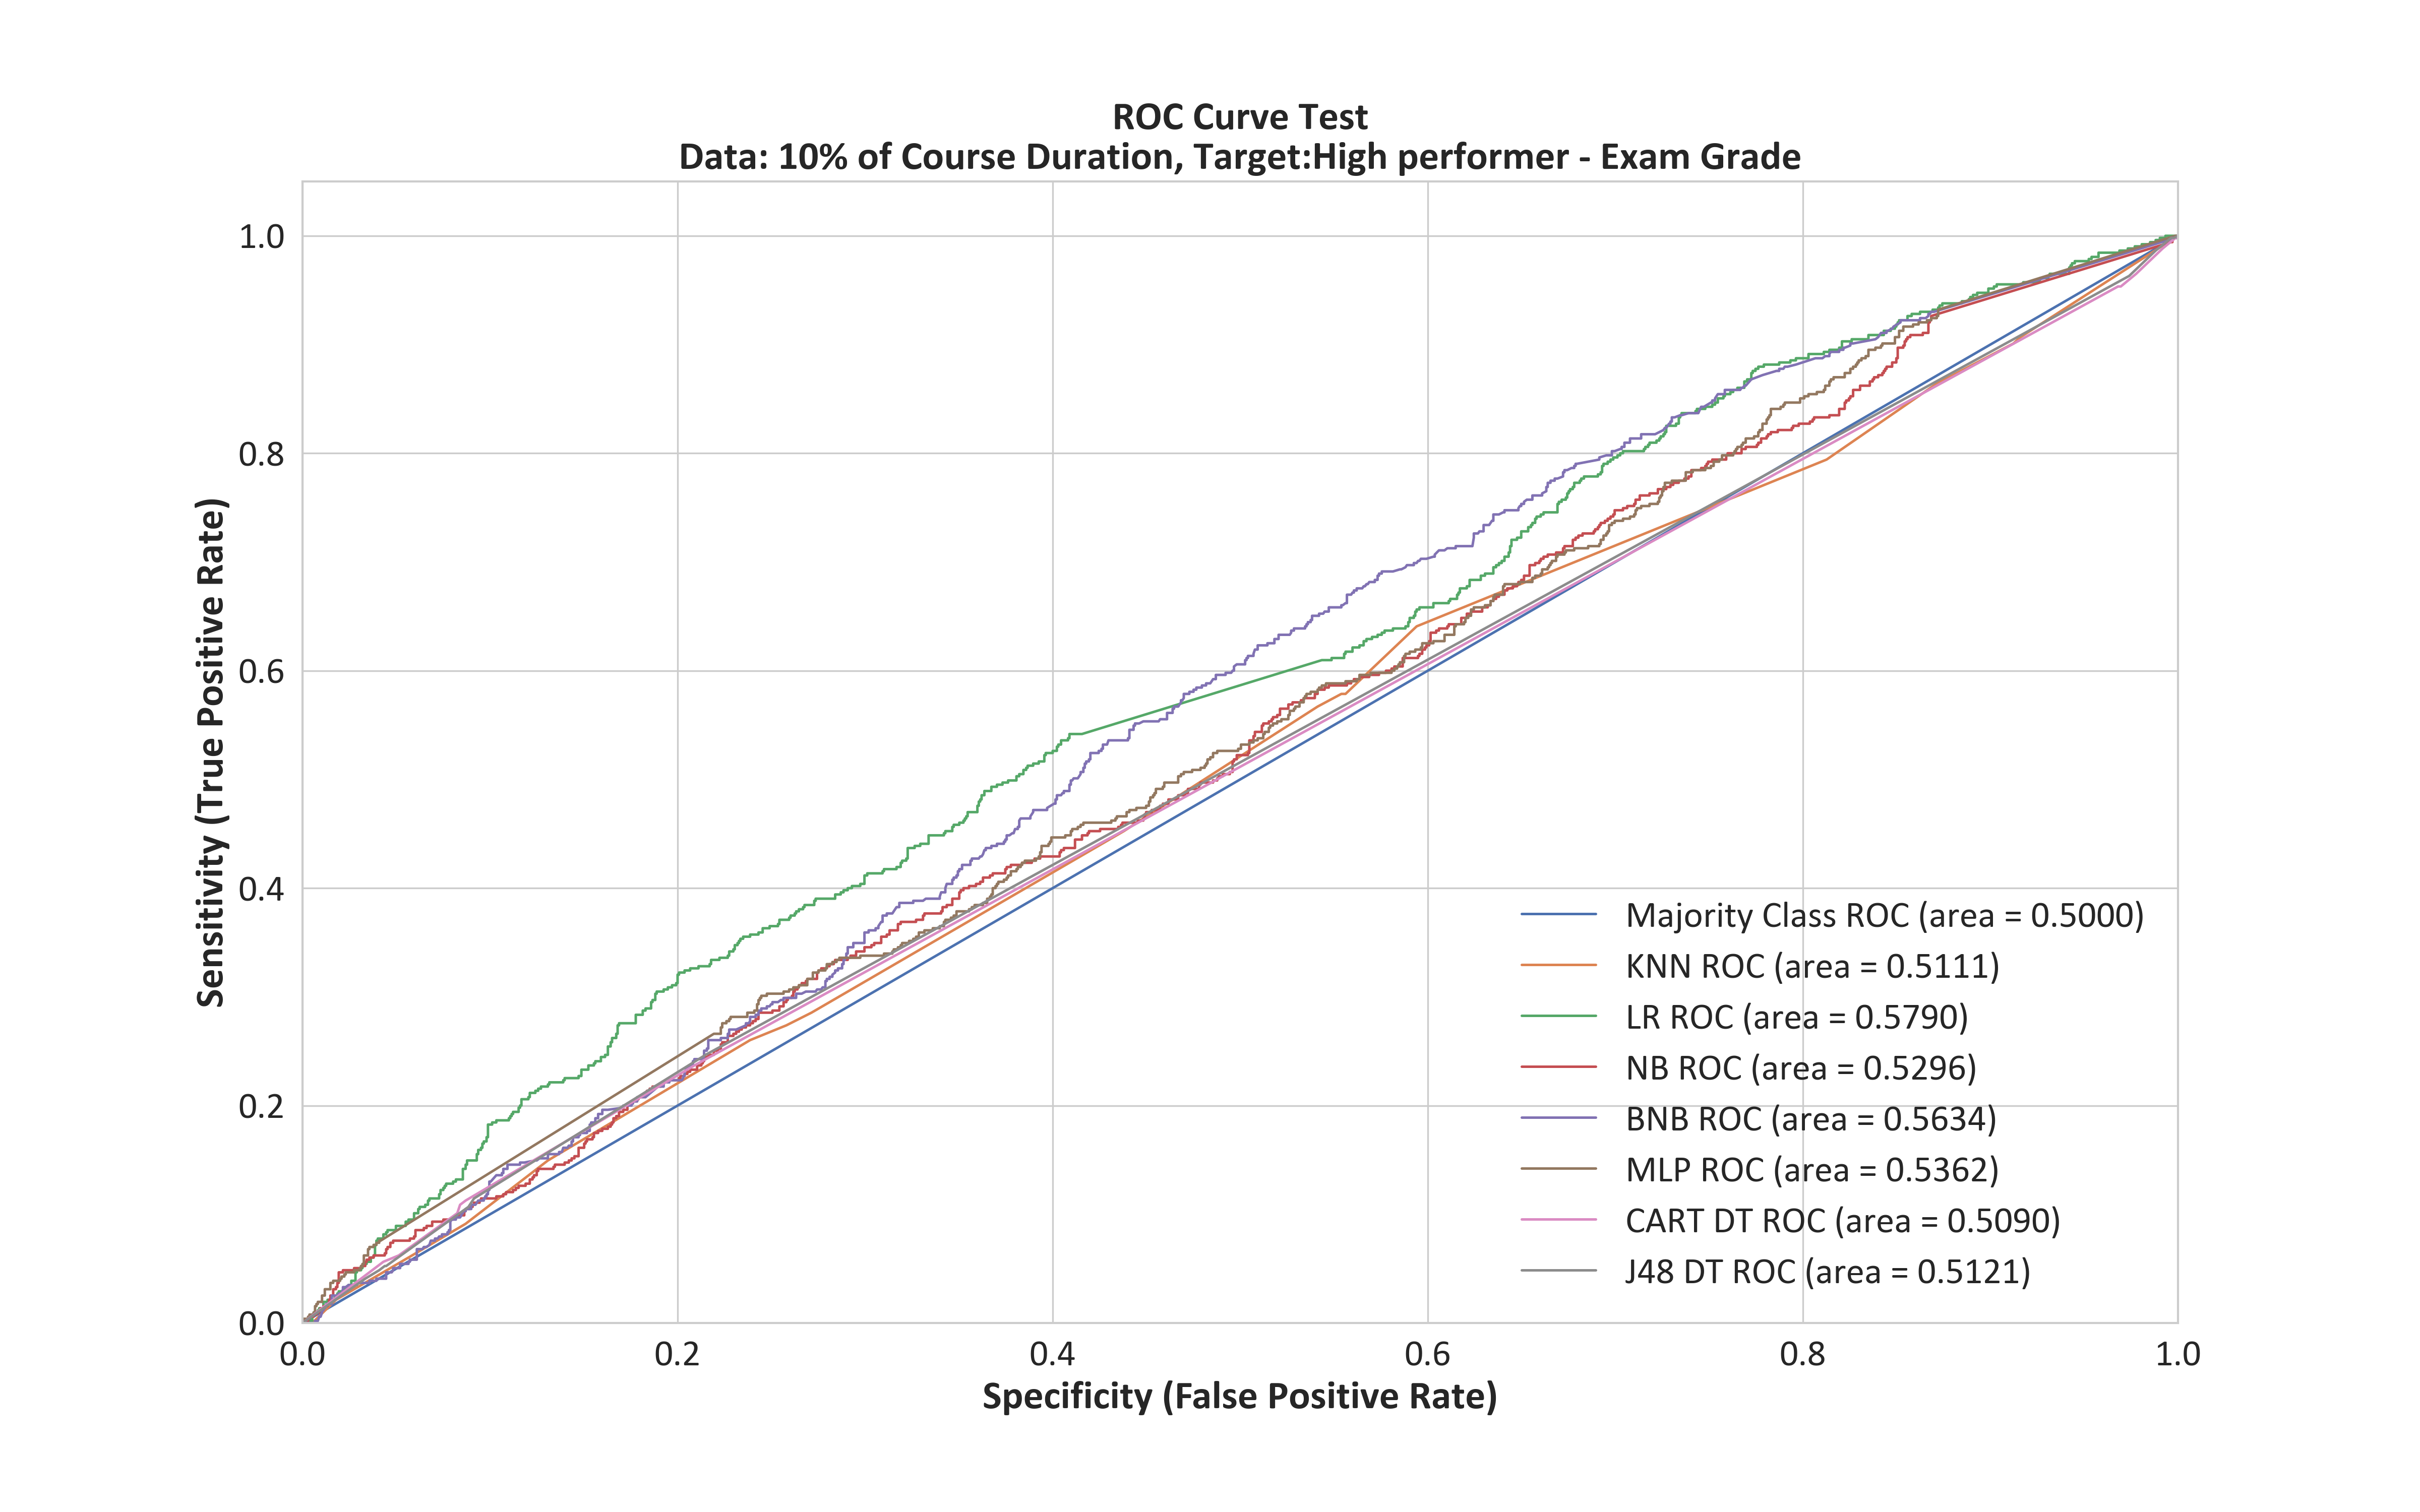 ROC Curve Test
Data: 10% of Course Duration, Target:High performer - Exam Grade
Sensitivity (True Positive Rate)
1.0
0.8
0.6
0.4
0.2
0.0
Majority Class ROC (area = 0.5000)
KNN ROC (area = 0.5111)
LR ROC (area = 0.5790)
NB ROC (area = 0.5296)
BNB ROC (area = 0.5634)
MLP ROC (area = 0.5362)
CART DT ROC (area = 0.5090)
J48 DT ROC (area = 0.5121)
0.0 0.2 0.4 0.6 0.8 1.0
Specificity (False Positive Rate)